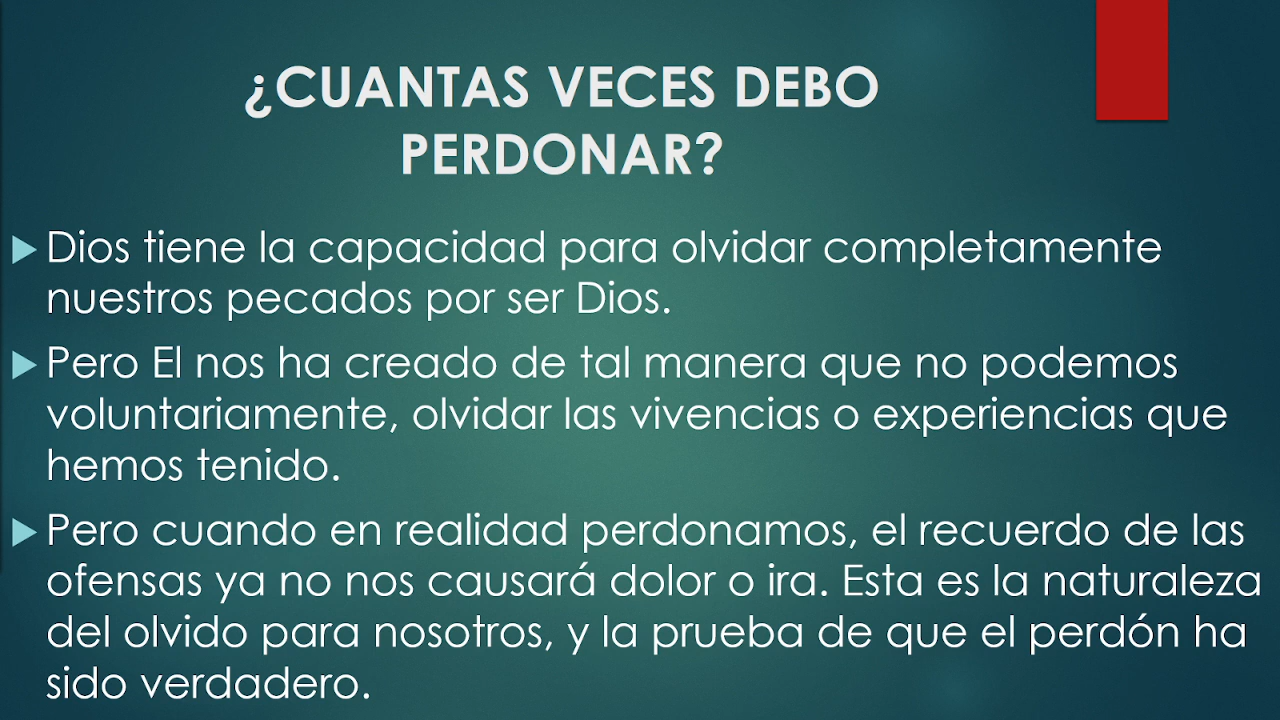 ¿CUANTAS VECES DEBO
PERDONAR?
Dios tiene la capacidad para olvidar completamente
nuestros pecados por ser Dios.
Pero El nos ha creado de tal manera que no podemos
voluntariamente, olvidar las vivencias o experiencias que
hemos tenido.
Pero cuando en realidad perdonamos, el recuerdo de las
ofensas ya no nos causará dolor o ira. Esta es la naturaleza
del olvido para nosotros, y la prueba de que el perdón ha
sido verdadero.